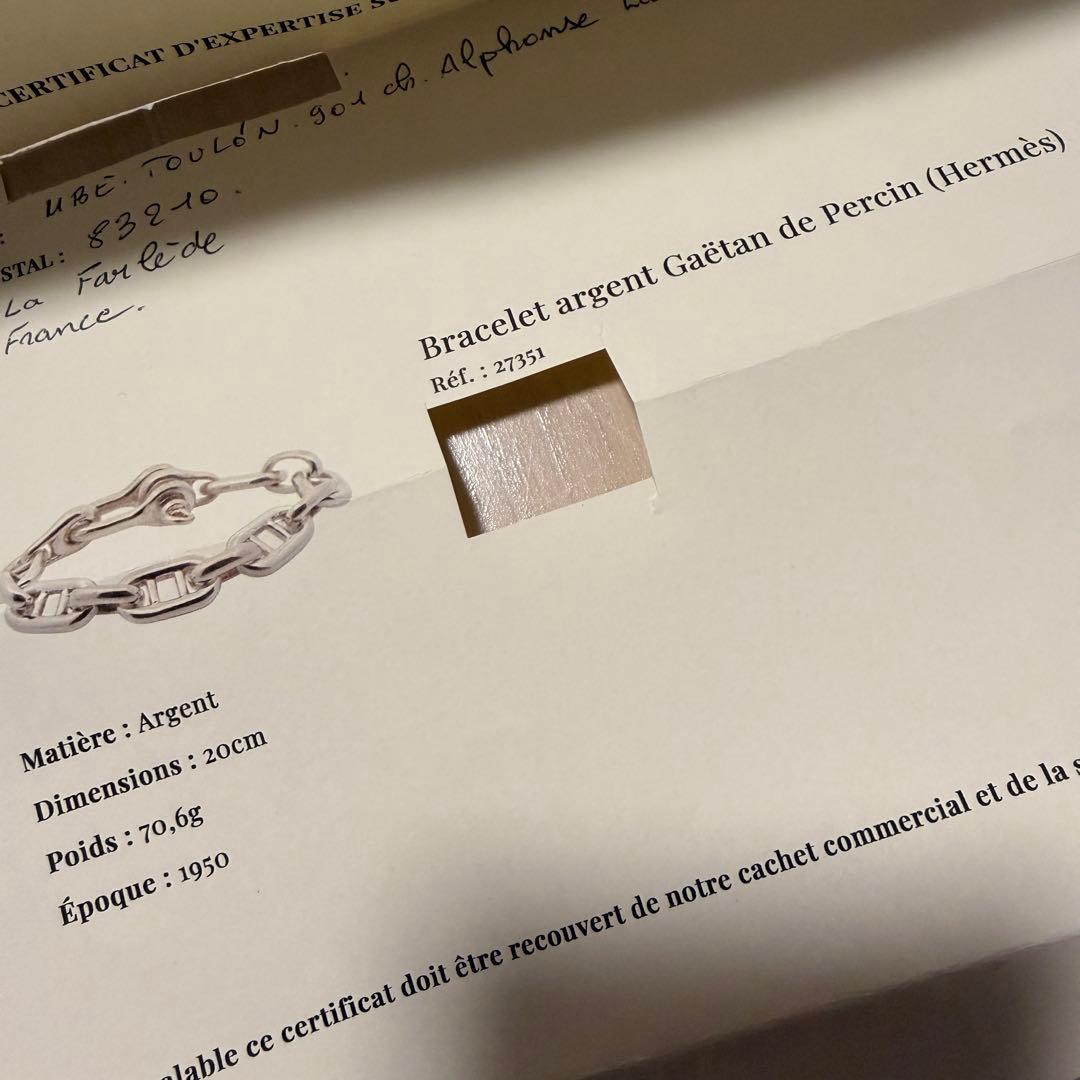 CERTIFICAT D'EXPERTISE
UBE. TOULON. 901 ch. Alphonse
STAL : 83210.
La Farlède
France.
Bracelet argent Gaëtan de Percin (Hermès)
Réf. : 27351
Matière : Argent
Dimensions : 20cm
Poids : 70,6g
Époque : 1950
alable ce certificat doit être recouvert de notre cachet commercial et de la s